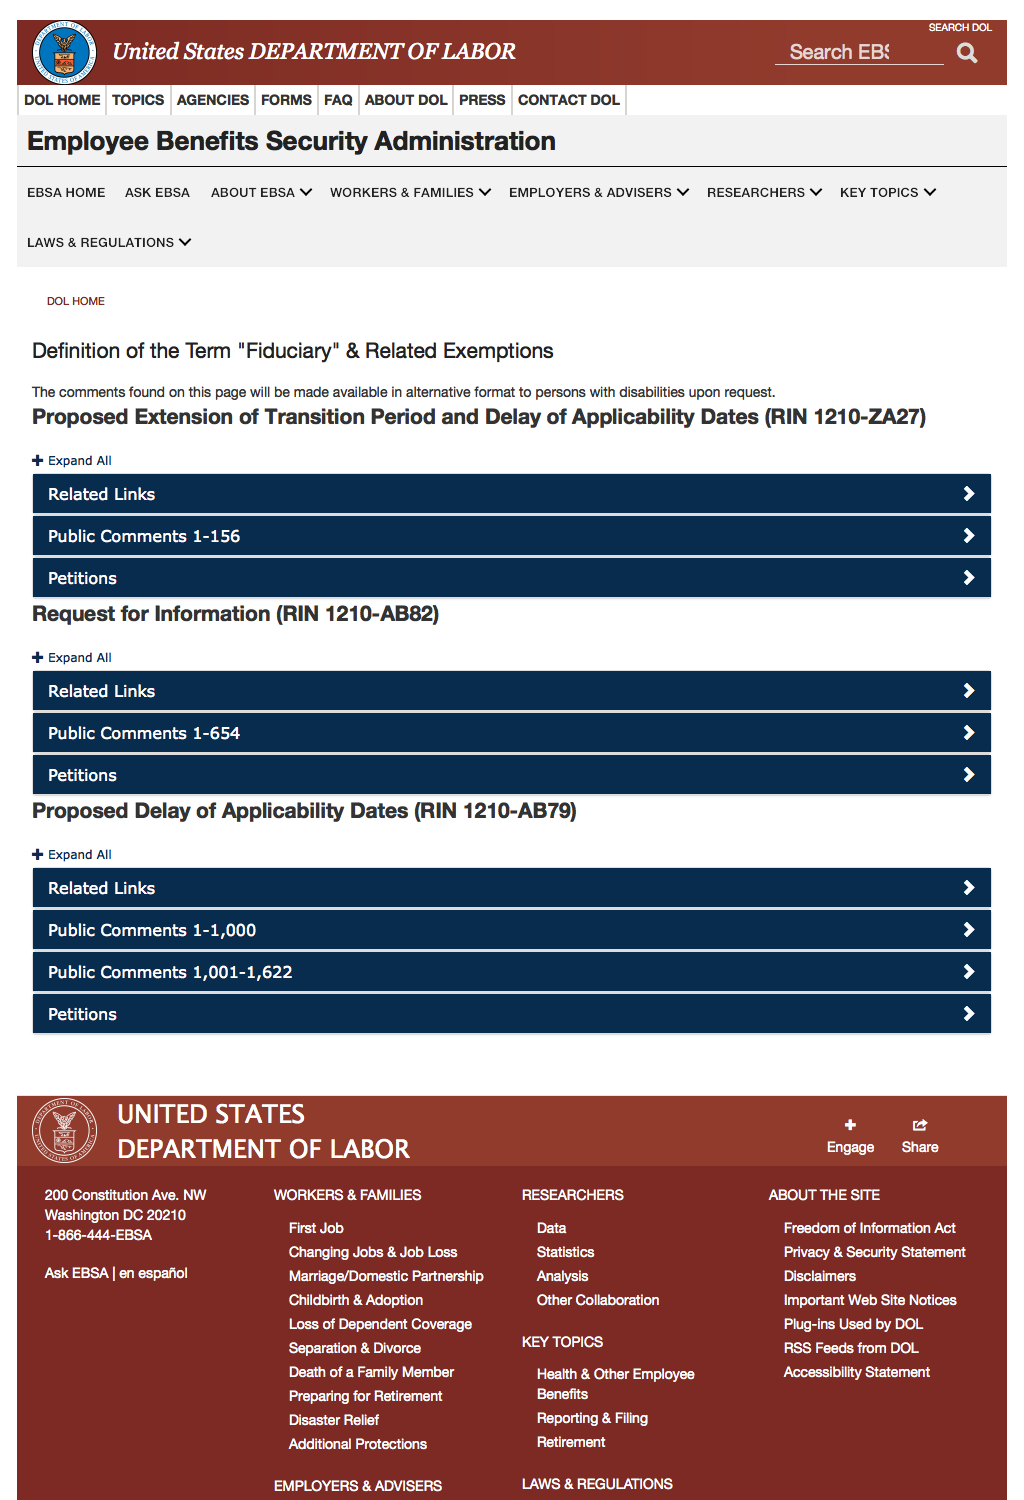 SEARCH DOL
United States DEPARTMENT OF LABOR
Search EBS
DOL HOME TOPICS AGENCIES FORMS FAQ ABOUT DOL PRESS CONTACT DOL
Employee Benefits Security Administration
EBSA HOME ASK EBSA ABOUT EBSA WORKERS & FAMILIES EMPLOYERS & ADVISERS RESEARCHERS KEY TOPICS
LAWS & REGULATIONS
DOL HOME
Definition of the Term "Fiduciary" & Related Exemptions
The comments found on this page will be made available in alternative format to persons with disabilities upon request.
Proposed Extension of Transition Period and Delay of Applicability Dates (RIN 1210-ZA27)
Expand All
Related Links
Public Comments 1-156
Petitions
Request for Information (RIN 1210-AB82)
Expand All
Related Links
Public Comments 1-654
Petitions
Proposed Delay of Applicability Dates (RIN 1210-AB79)
Expand All
Related Links
Public Comments 1-1,000
Public Comments 1,001-1,622
Petitions
UNITED STATES
DEPARTMENT OF LABOR
Engage
Share
200 Constitution Ave. NW
Washington DC 20210
1-866-444-EBSA
Ask EBSA | en español
WORKERS & FAMILIES
First Job
Changing Jobs & Job Loss
Marriage/Domestic Partnership
Childbirth & Adoption
Loss of Dependent Coverage
Separation & Divorce
Death of a Family Member
Preparing for Retirement
Disaster Relief
Additional Protections
EMPLOYERS & ADVISERS
RESEARCHERS
Data
Statistics
Analysis
Other Collaboration
KEY TOPICS
Health & Other Employee
Benefits
Reporting & Filing
Retirement
LAWS & REGULATIONS
ABOUT THE SITE
Freedom of Information Act
Privacy & Security Statement
Disclaimers
Important Web Site Notices
Plug-ins Used by DOL
RSS Feeds from DOL
Accessibility Statement